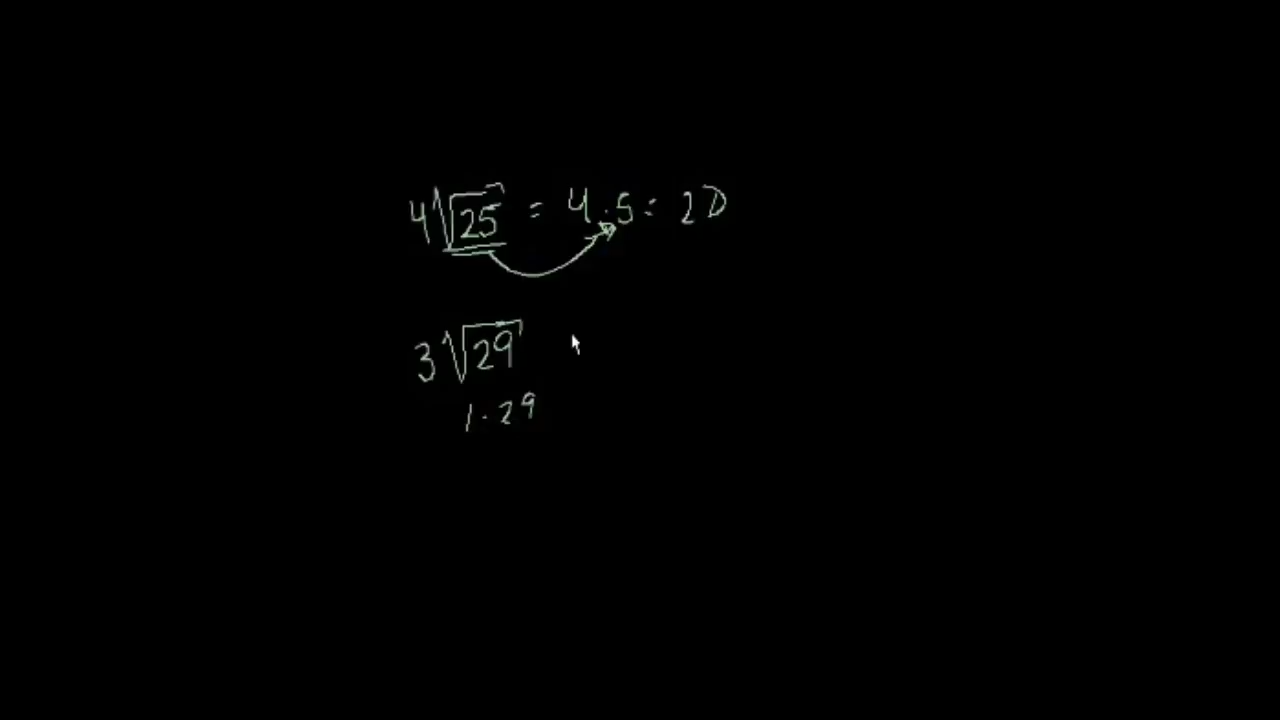 4√25 = 4.5 = 20
3√29
1.29